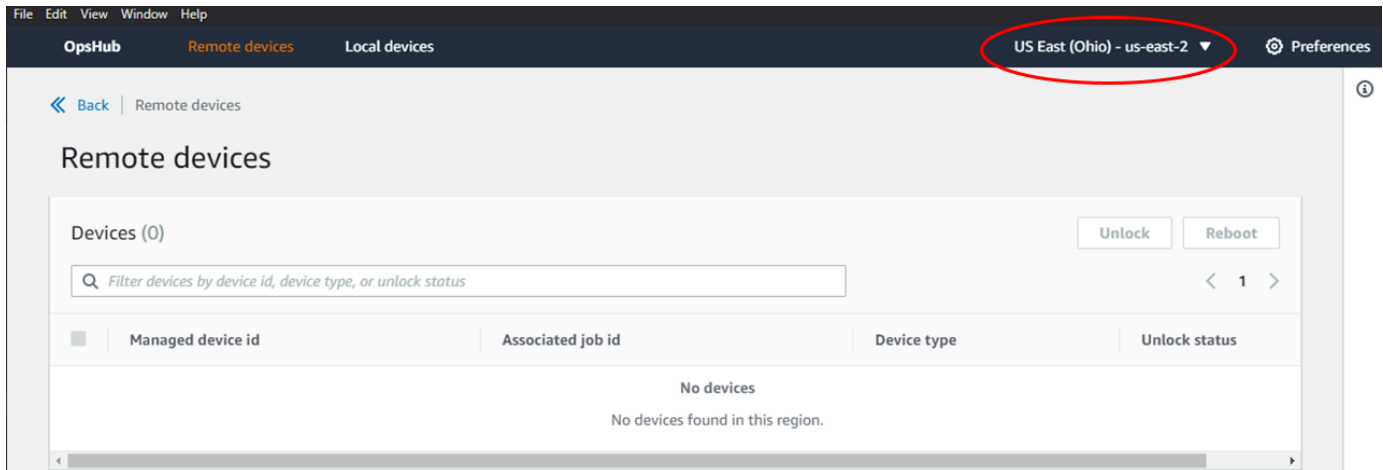 File Edit View Window Help
OpsHub Remote devices Local devices US East (Ohio) - us-east-2 ▼ Preferences
Back | Remote devices
Remote devices
Devices (0) Unlock Reboot
Filter devices by device id, device type, or unlock status < 1 >
Managed device id Associated job id Device type Unlock status
No devices
No devices found in this region.